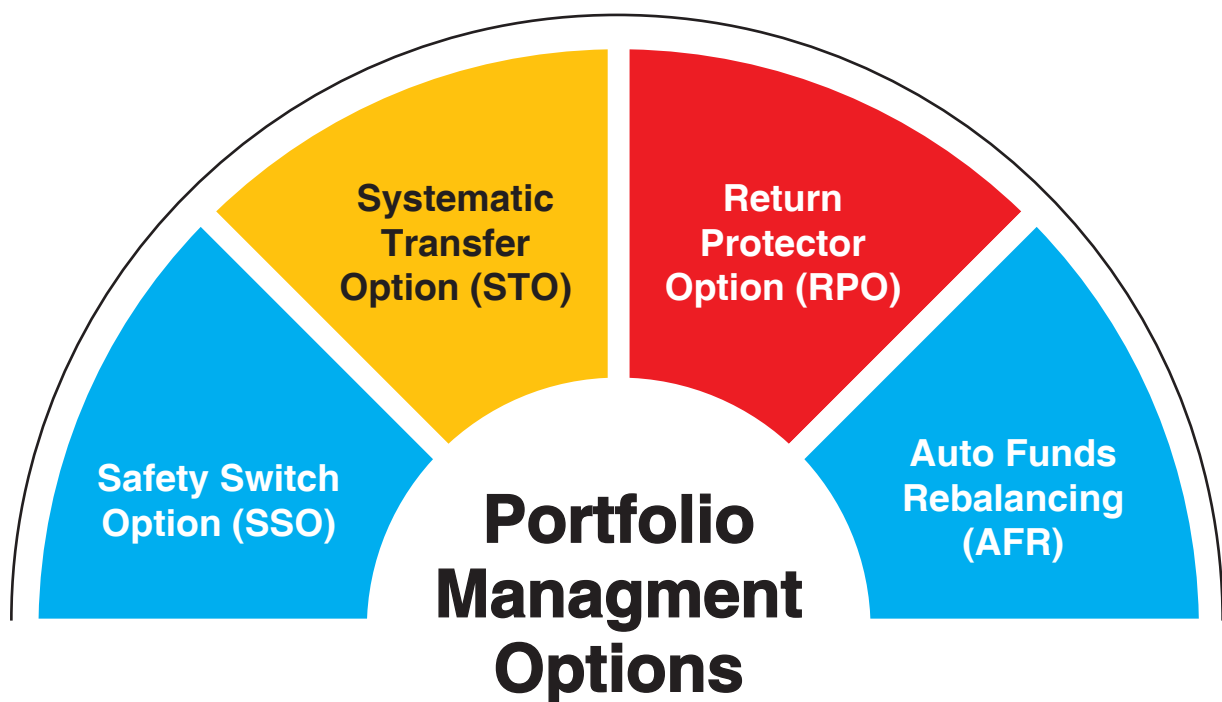 Systematic
Transfer
Option (STO)
Return
Protector
Option (RPO)
Safety Switch
Option (SSO)
Auto Funds
Rebalancing
(AFR)
Portfolio
Managment
Options